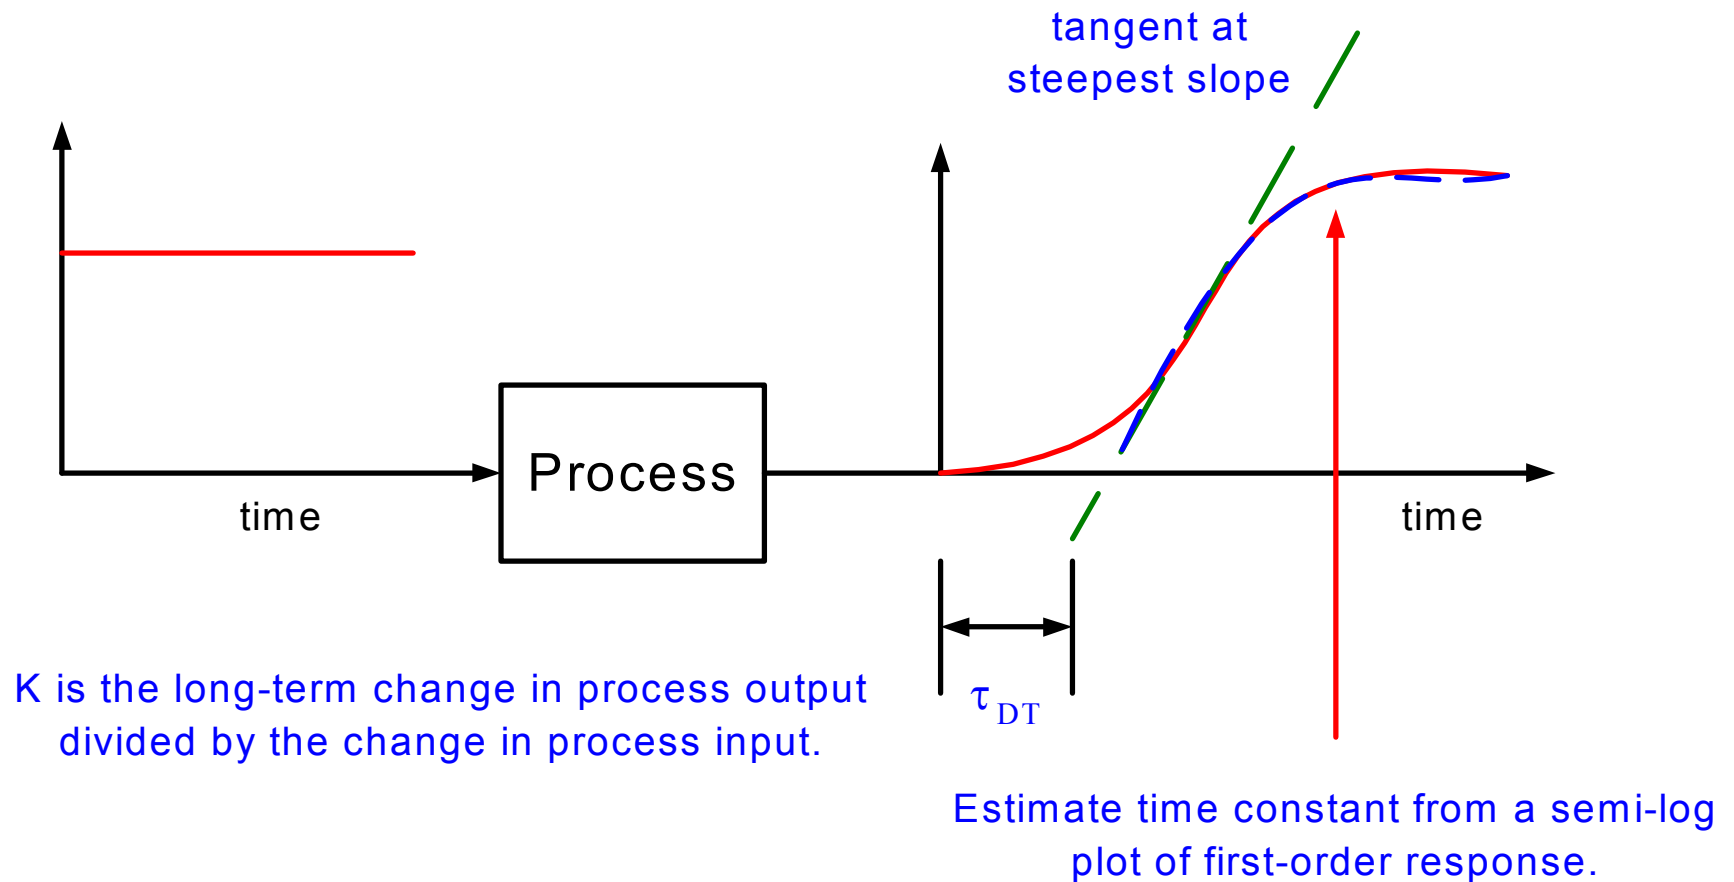 tangent at
steepest slope
Process
time
time
τ DT
K is the long-term change in process output
divided by the change in process input.
Estimate time constant from a semi-log
plot of first-order response.